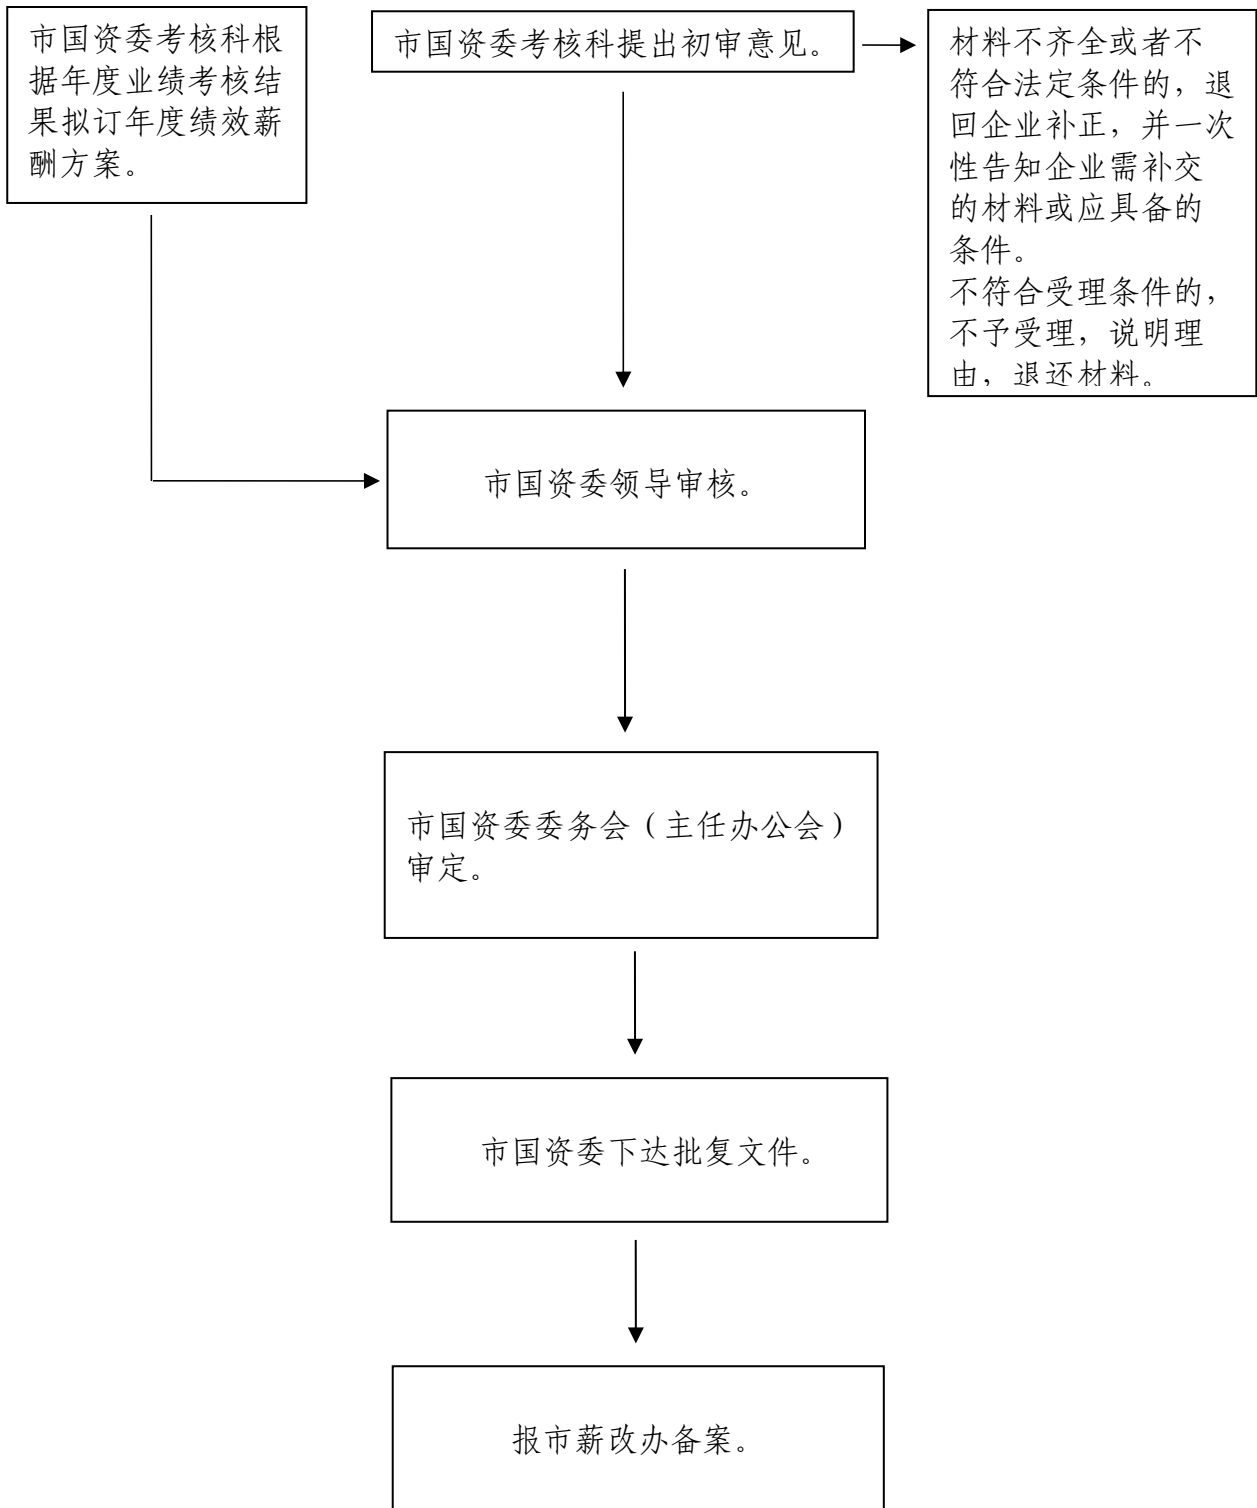 市国资委考核科根
据年度业绩考核结
果拟订年度绩效薪
酬方案。
市国资委考核科提出初审意见。
材料不齐全或者不
符合法定条件的，退
回企业补正，并一次
性告知企业需补交
的材料或应具备的
条件。
不符合受理条件的，
不予受理，说明理
由，退还材料。
市国资委领导审核。
市国资委委务会（主任办公会）
审定。
市国资委下达批复文件。
报市薪改办备案。